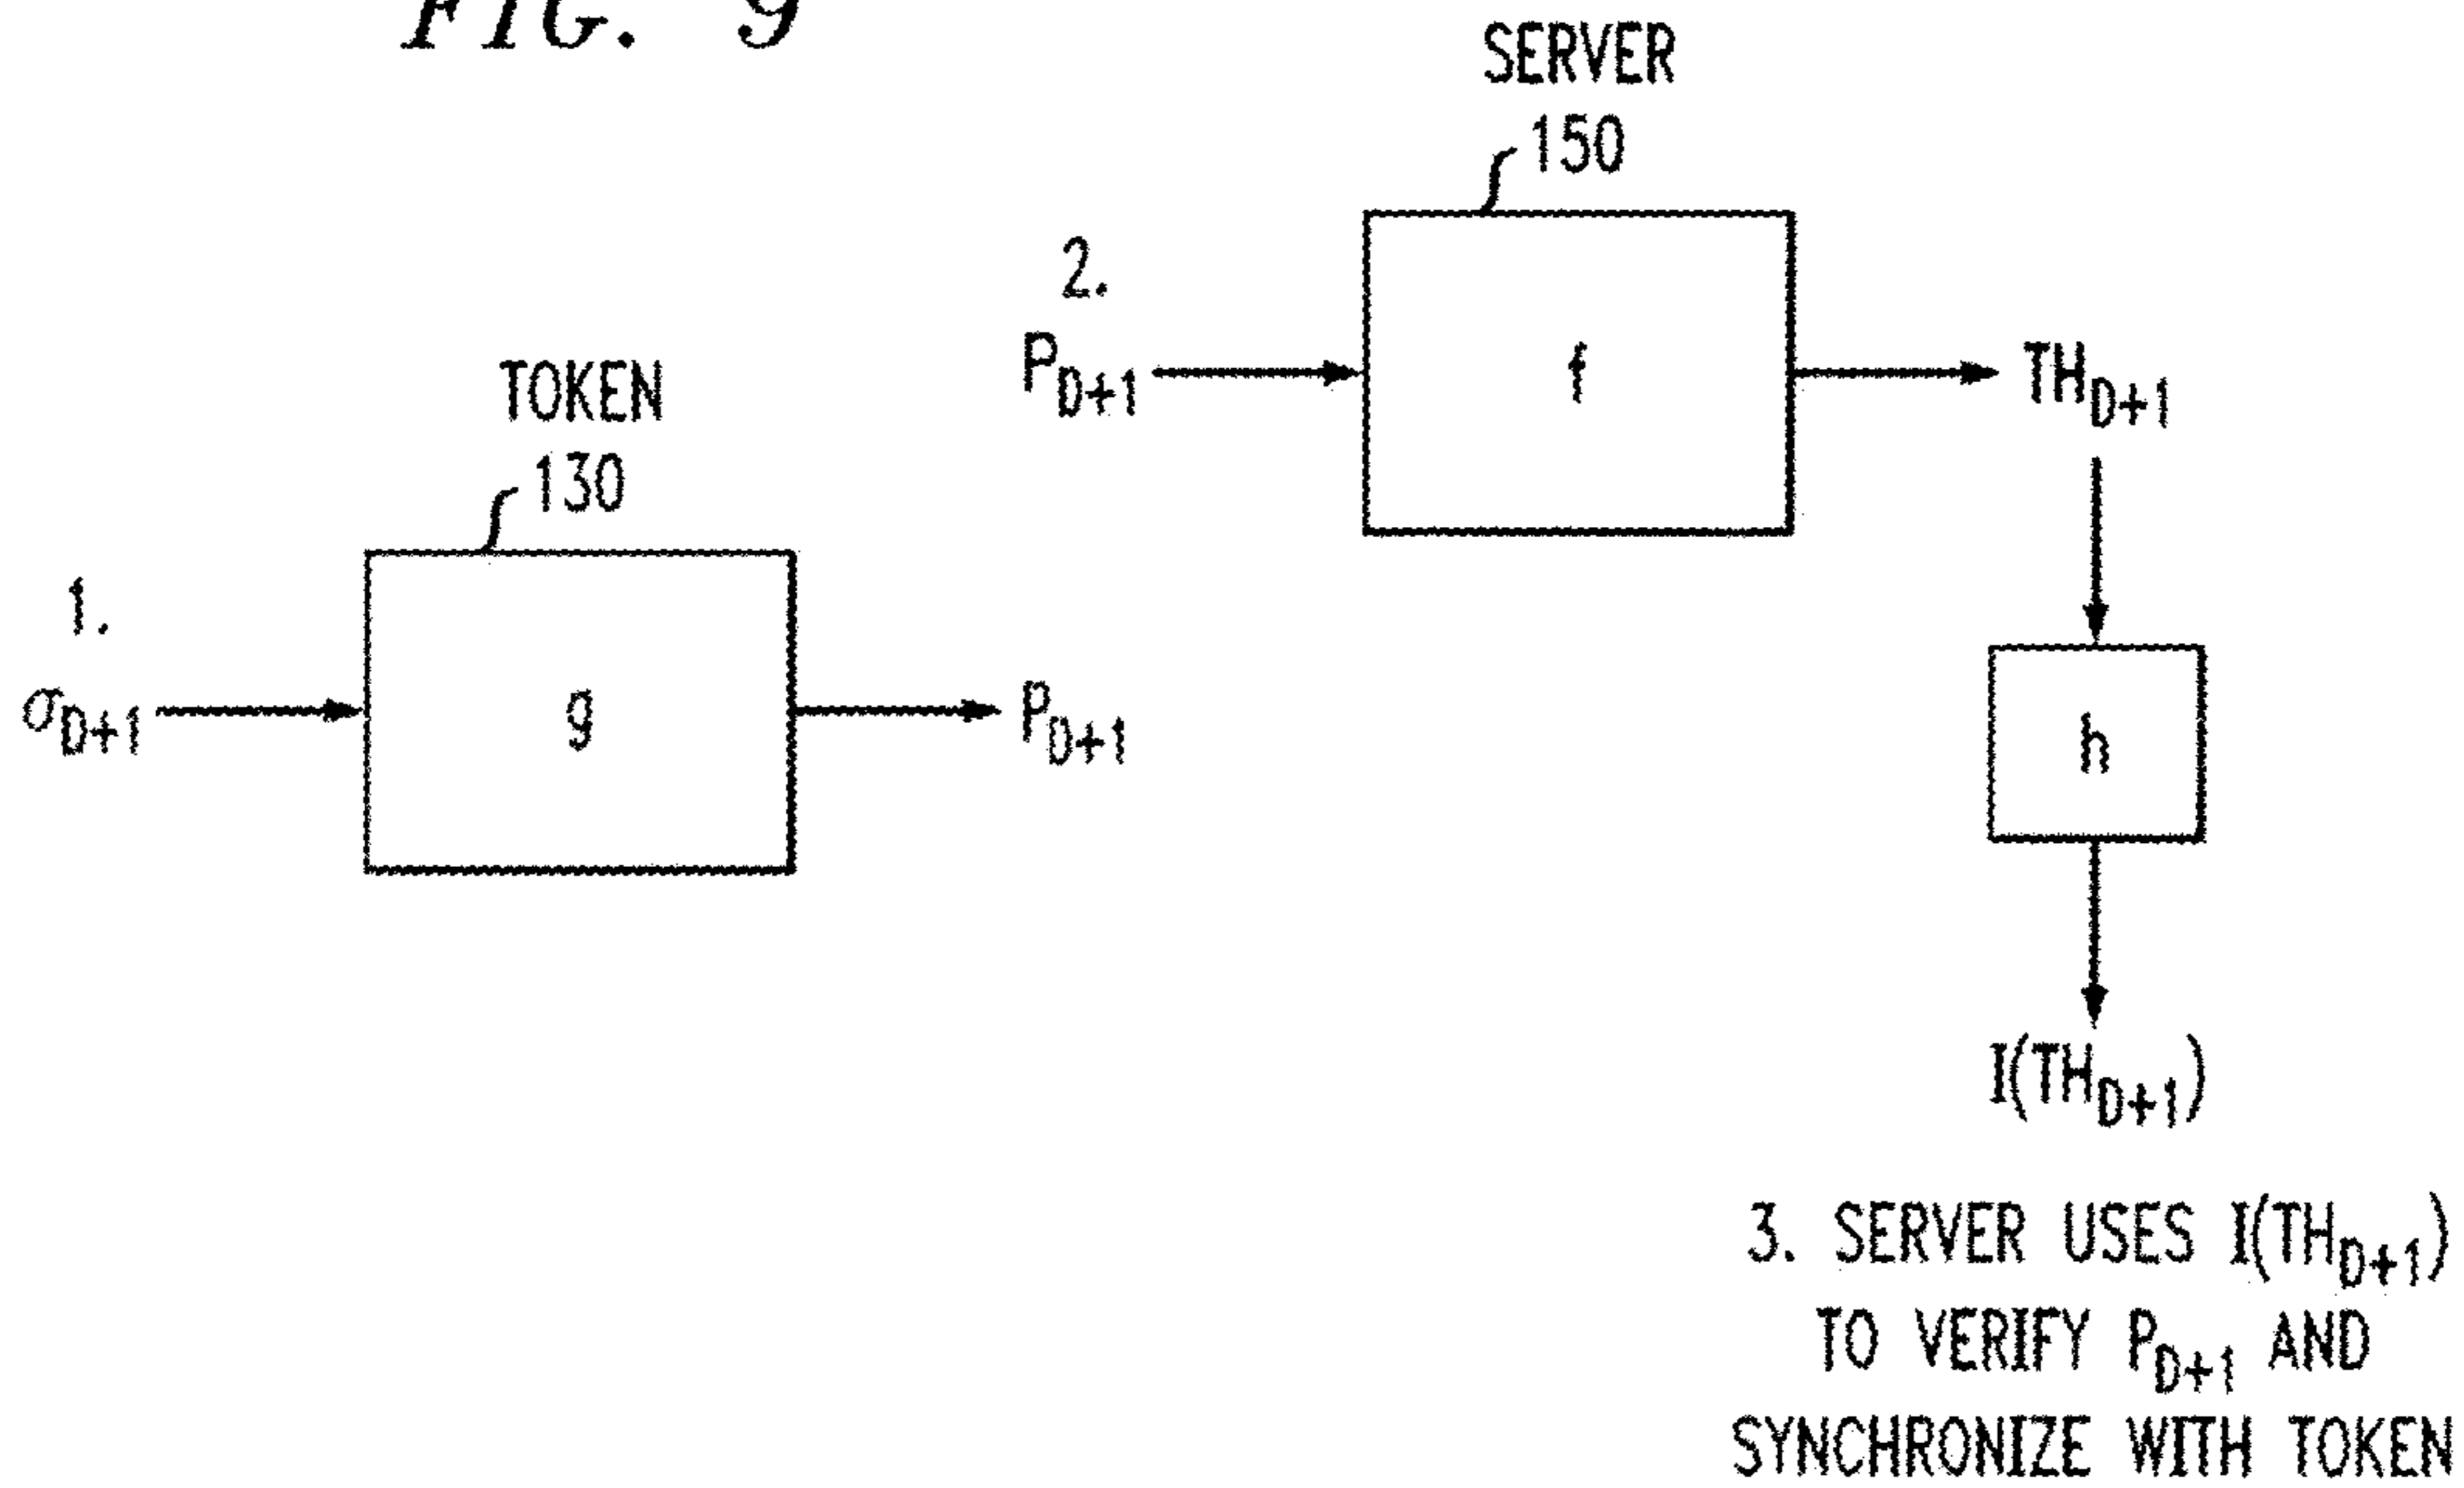 FIG. 9
SERVER
150
2.
P_{D+1}
f
TH_{D+1}
TOKEN
130
1.
σ_{D+1}
g
P_{D+1}
h
I(TH_{D+1})
3. SERVER USES I(TH_{D+1})
TO VERIFY P_{D+1} AND
SYNCHRONIZE WITH TOKEN